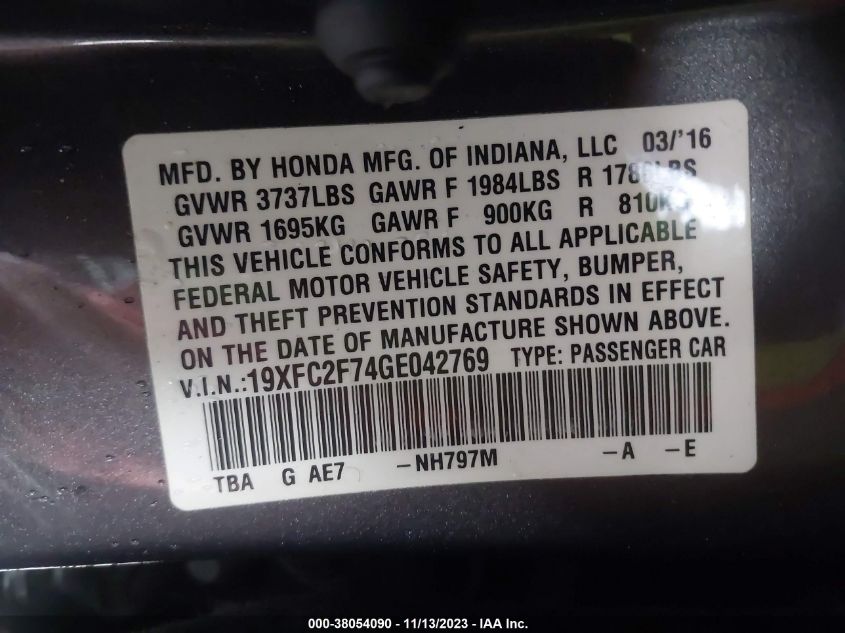 MFD. BY HONDA MFG. OF INDIANA, LLC 03/'16
GVWR 3737LBS GAWR F 1984LBS R
GVWR 1695KG GAWR F 900KG R
THIS VEHICLE CONFORMS TO ALL APPLICABLE
FEDERAL MOTOR VEHICLE SAFETY, BUMPER,
AND THEFT PREVENTION STANDARDS IN EFFECT
ON THE DATE OF MANUFACTURE SHOWN ABOVE.
V.I.N.:19XFC2F74GE042769 TYPE: PASSENGER CAR
TBA G AE7 -NH797M -A -E
000-38054090 - 11/13/2023 - IAA Inc.